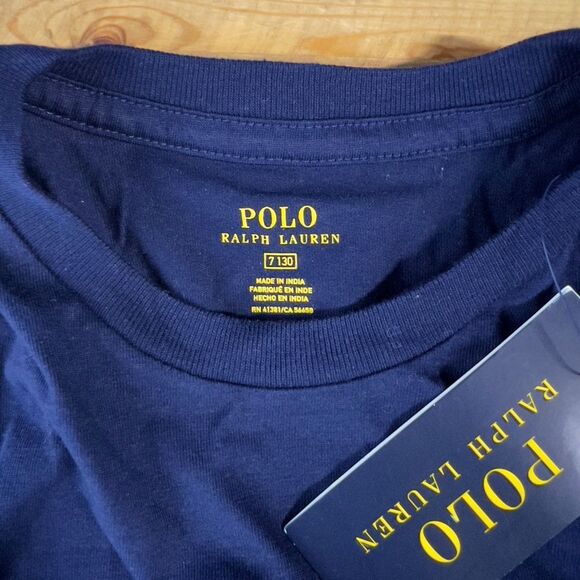 POLO
RALPH LAUREN
7 130
MADE IN INDIA
FABRIQUÉ EN INDE
HECHO EN INDIA
RN 41381/CA 56650
POLO
RALPH LAUREN